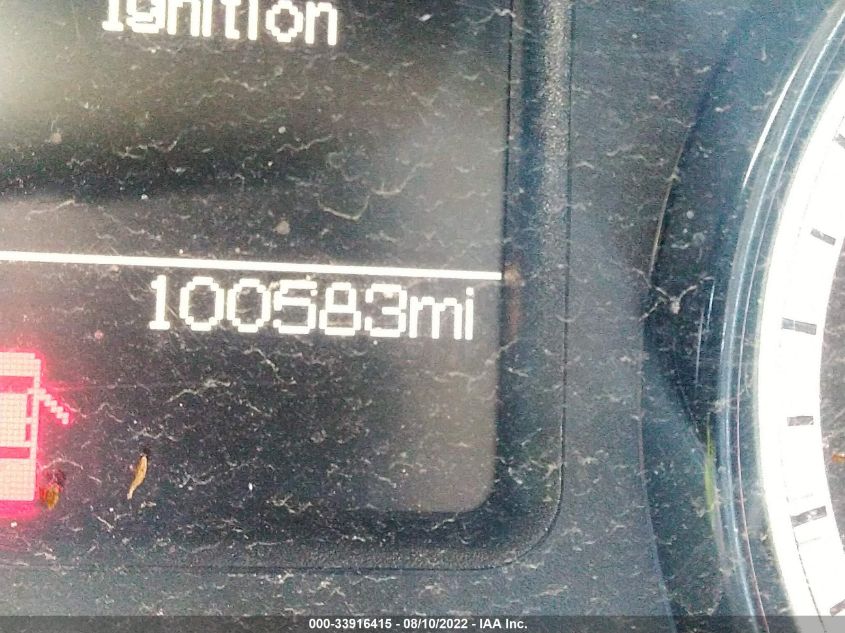 Ignition
100583mi
000-33916415 - 08/10/2022 - IAA Inc.